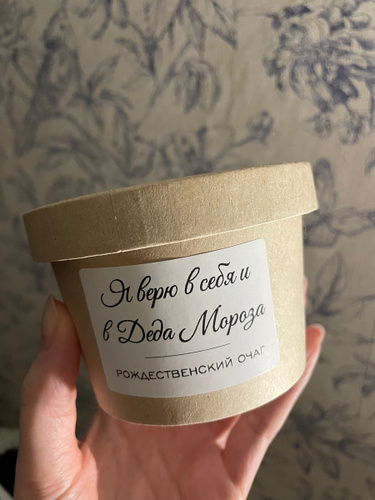 Я верю в себя и
в Деда Мороза
РОЖДЕСТВЕНСКИЙ ОЧАГ